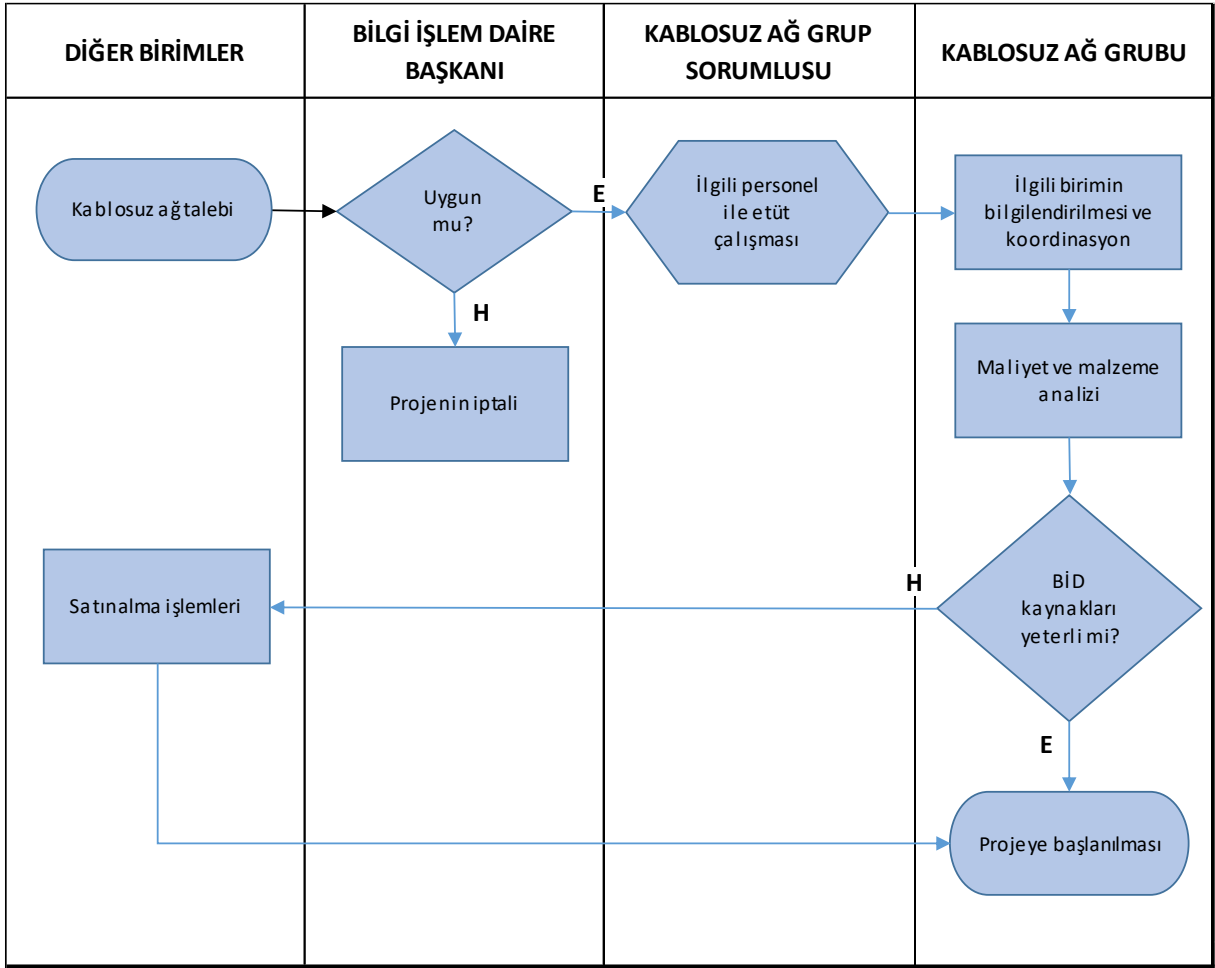 DİĞER BİRİMLER
BİLGİ İŞLEM DAİRE
BAŞKANI
KABLOSUZ AĞ GRUP
SORUMLUSU
KABLOSUZ AĞ GRUBU
Kablosuz ağ talebi
Uygun
mu?
E
İlgili personel
ile etüt
çalışması
İlgili birimin
bilgilendirilmesi ve
koordinasyon
H
Projenin iptali
Maliyet ve malzeme
analizi
Satınalma işlemleri
H
BİD
kaynakları
yeterli mi?
E
Projeye başlanılması